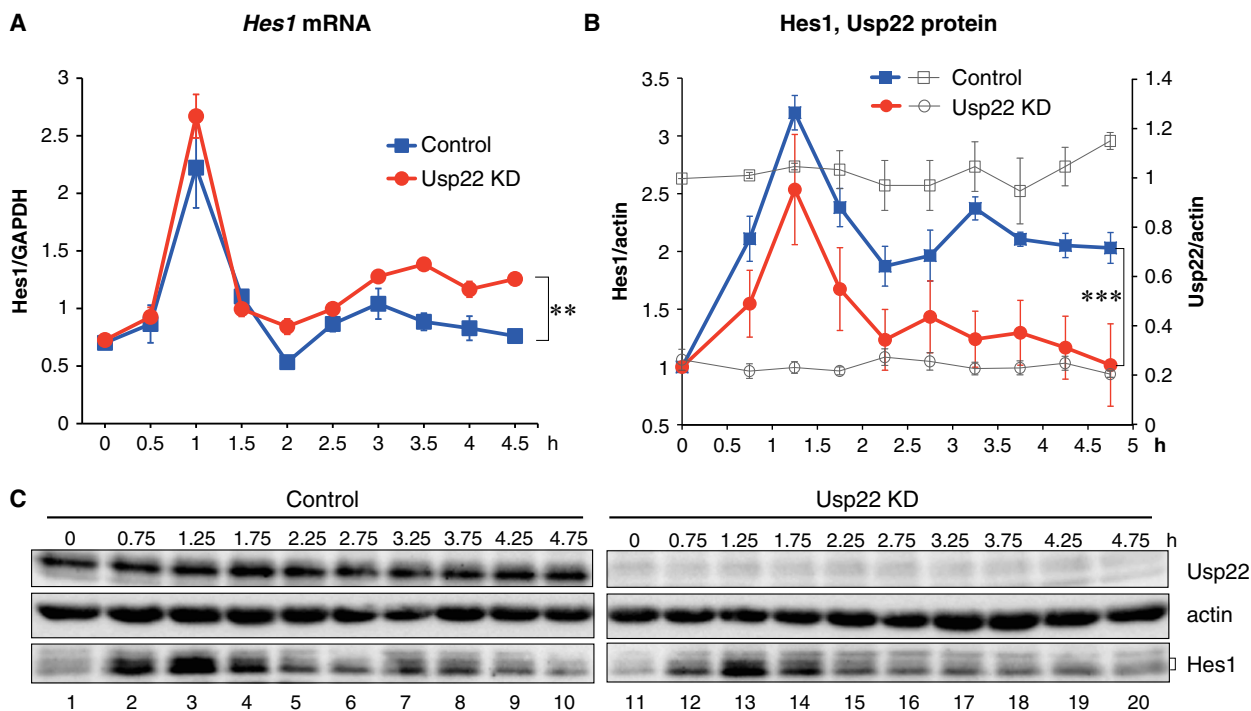 A
Hes1 mRNA
3
2.5
2
1.5
1
0.5
0
Hes1/GAPDH
Control
Usp22 KD
**
0 0.5 1 1.5 2 2.5 3 3.5 4 4.5 h
B
Hes1, Usp22 protein
3.5
3
2.5
2
1.5
1
0.5
Hes1/actin
Control
Usp22 KD
1.4
1.2
1
0.8
0.6
0.4
0.2
0
Usp22/actin
***
0 0.5 1 1.5 2 2.5 3 3.5 4 4.5 h 5
C
Control
Usp22 KD
0 0.75 1.25 1.75 2.25 2.75 3.25 3.75 4.25 4.75
0 0.75 1.25 1.75 2.25 2.75 3.25 3.75 4.25 4.75 h
Usp22
actin
Hes1
1 2 3 4 5 6 7 8 9 10
11 12 13 14 15 16 17 18 19 20